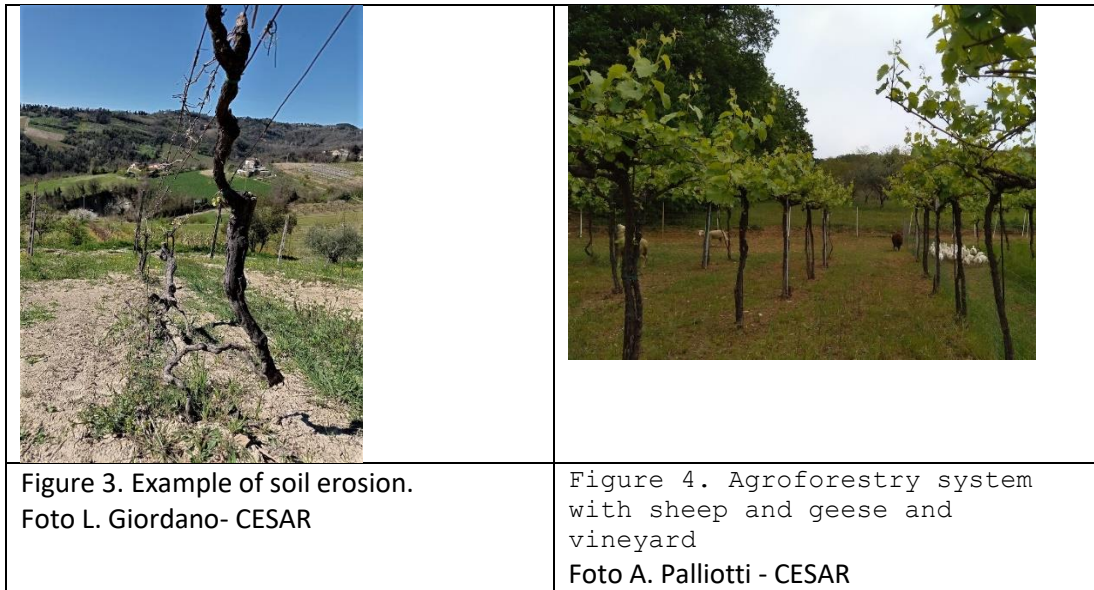 Figure 3. Example of soil erosion.
Foto L. Giordano- CESAR
Figure 4. Agroforestry system
with sheep and geese and
vineyard
Foto A. Palliotti - CESAR